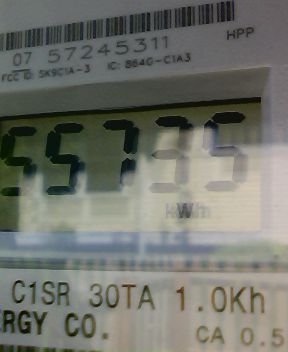 07 57245311 HPP
FCC ID: SK9C1A-3 IC: 864G-C1A3
55735
kWh
C1SR 30TA 1.0Kh
ERGY CO. CA 0.5